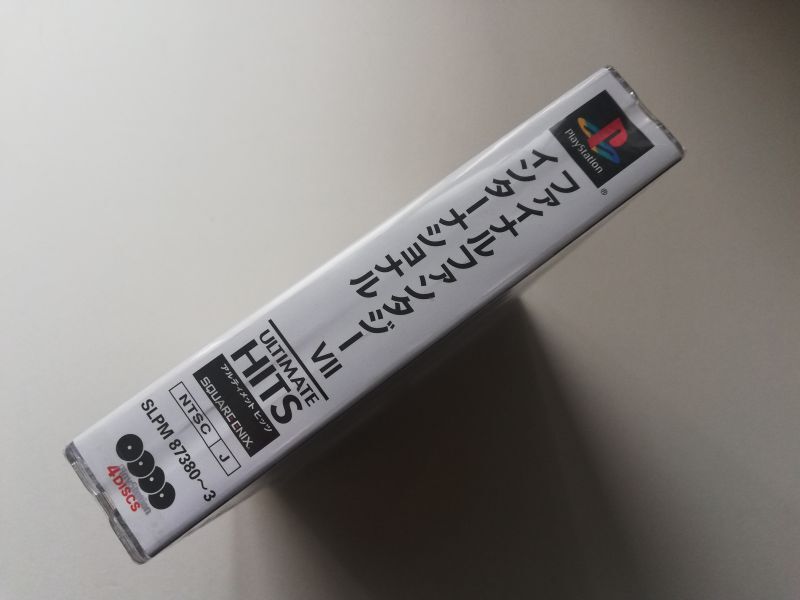 PlayStation
®
ファイナルファンタジーVII
インターナショナル
ULTIMATE
HITS
アルティメット ヒッツ
SQUARE ENIX.
NTSC J
SLPM 87380～3
PlayStation
4DISCS